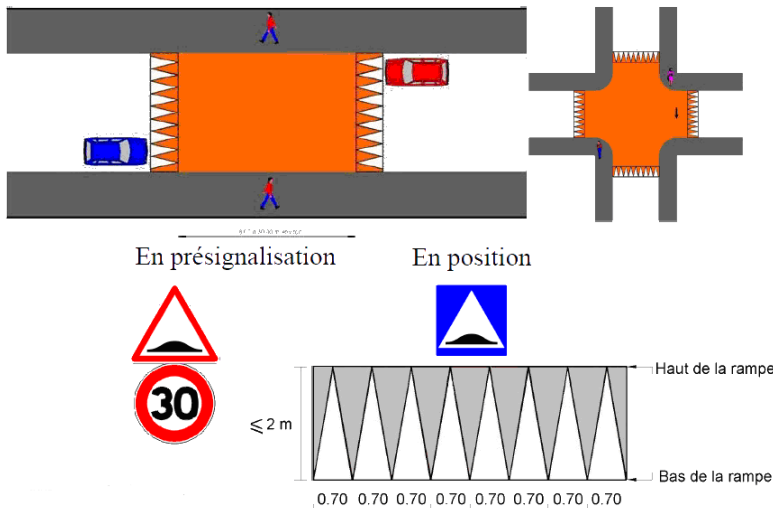 En présignalisation
En position
30
Haut de la rampe
≤ 2 m
Bas de la rampe
0.70 0.70 0.70 0.70 0.70 0.70 0.70 0.70